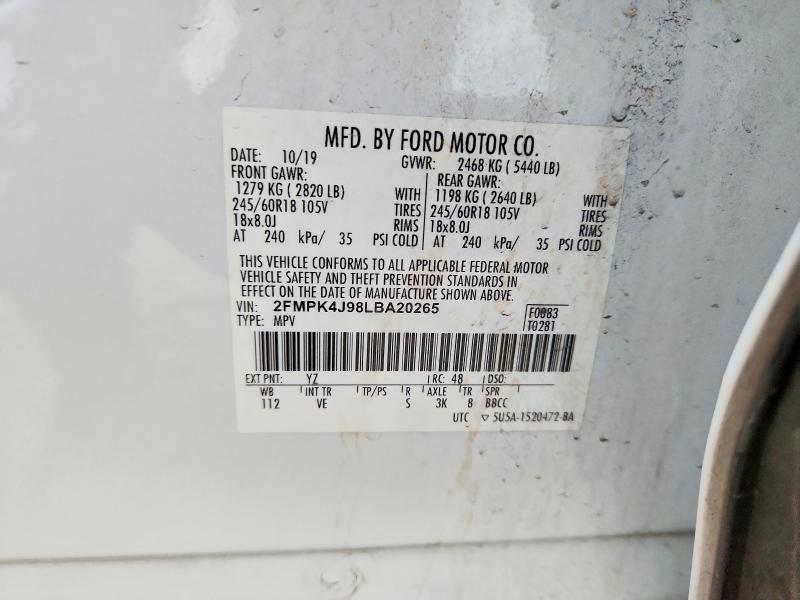 MFD. BY FORD MOTOR CO.
DATE: 10/19 GVWR: 2468 KG ( 5440 LB)
FRONT GAWR: REAR GAWR:
1279 KG ( 2820 LB) WITH 1198 KG ( 2640 LB) WITH
245/60R18 105V TIRES 245/60R18 105V TIRES
18x8.0J RIMS 18x8.0J RIMS
AT 240 kPa/ 35 PSI COLD AT 240 kPa/ 35 PSI COLD
THIS VEHICLE CONFORMS TO ALL APPLICABLE FEDERAL MOTOR
VEHICLE SAFETY AND THEFT PREVENTION STANDARDS IN
EFFECT ON THE DATE OF MANUFACTURE SHOWN ABOVE.
VIN: 2FMPK4J98LBA20265 F0083
TYPE: MPV T0281
EXT PNT: YZ RC: 48 DSO:
WB INT TR TP/PS R AXLE TR SPR
112 VE S 3K 8 BBCC
UTC ▽ 5U5A-1520472-BA